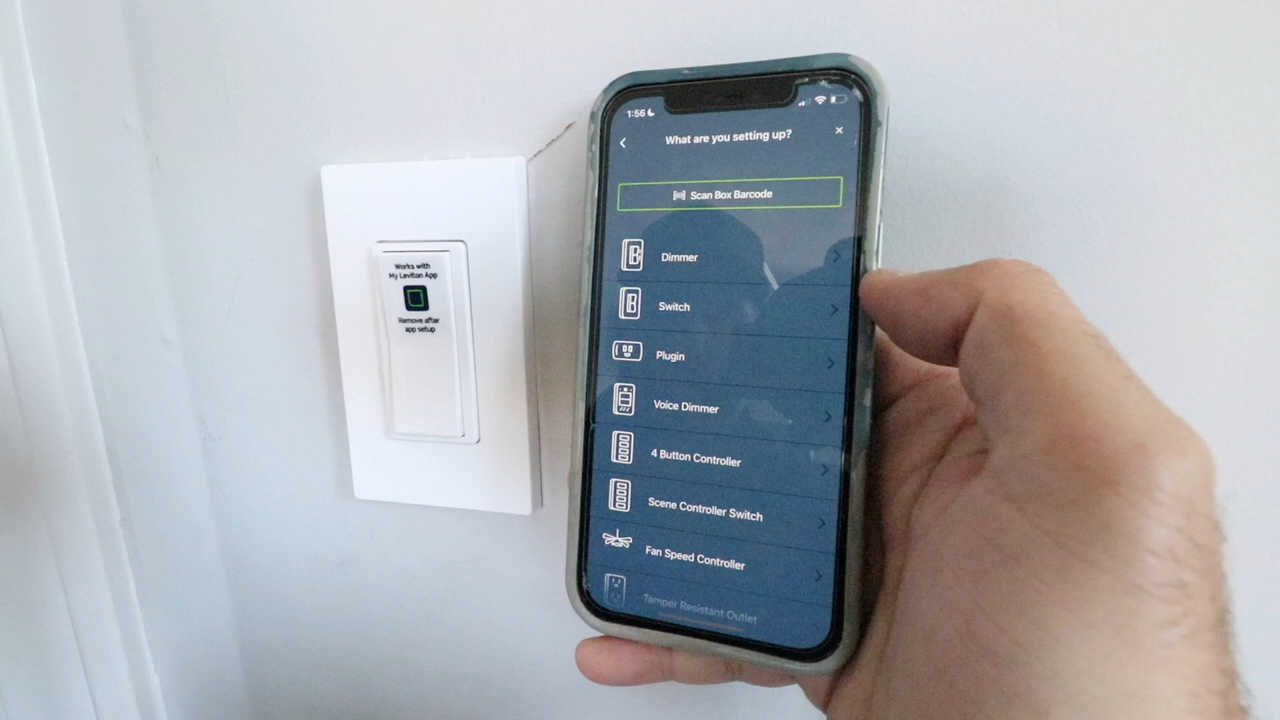 Works with
My Leviton App
Remove after
app setup
1:56
What are you setting up?
Scan Box Barcode
Dimmer
Switch
Plugin
Voice Dimmer
4 Button Controller
Scene Controller Switch
Fan Speed Controller
Tamper Resistant Outlet